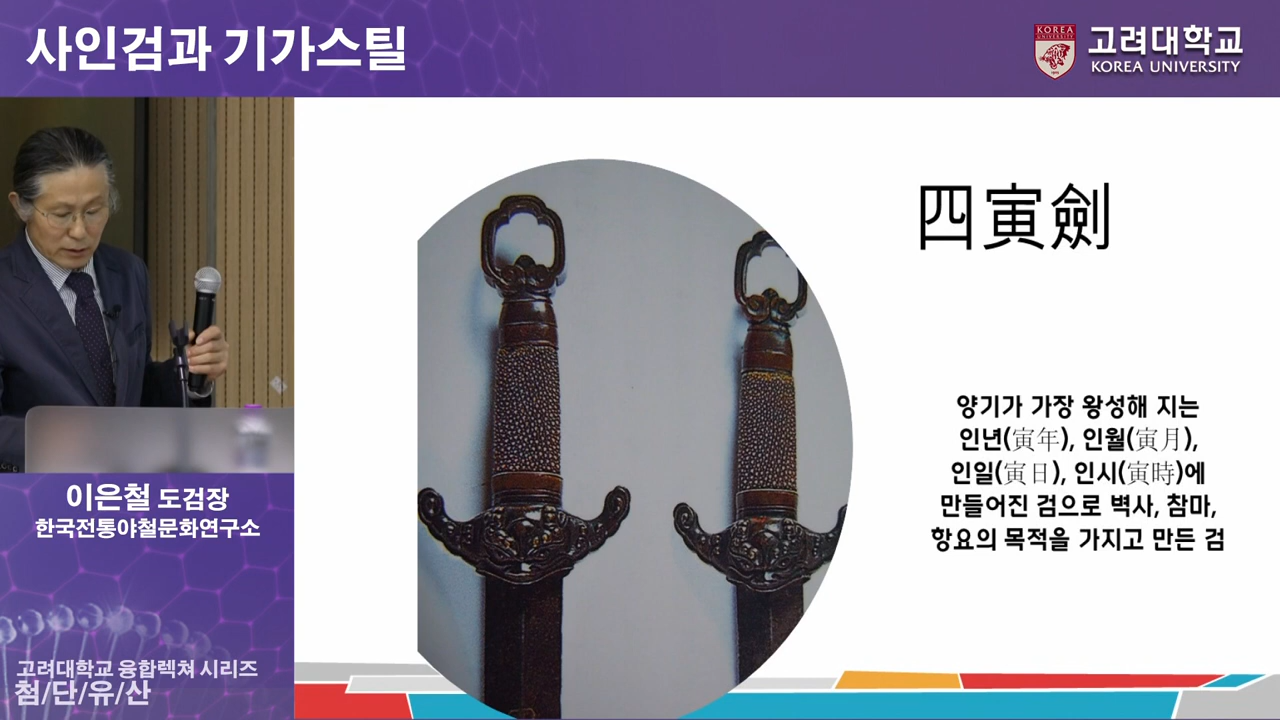 사인검과 기가스틸
KOREA
UNIVERSITY
1905
고려대학교
KOREA UNIVERSITY
四寅劍
양기가 가장 왕성해 지는
인년(寅年), 인월(寅月),
인일(寅日), 인시(寅時)에
만들어진 검으로 벽사, 참마,
항요의 목적을 가지고 만든 검
이은철 도검장
한국전통야철문화연구소
고려대학교 융합렉쳐 시리즈
첨/단/유/산